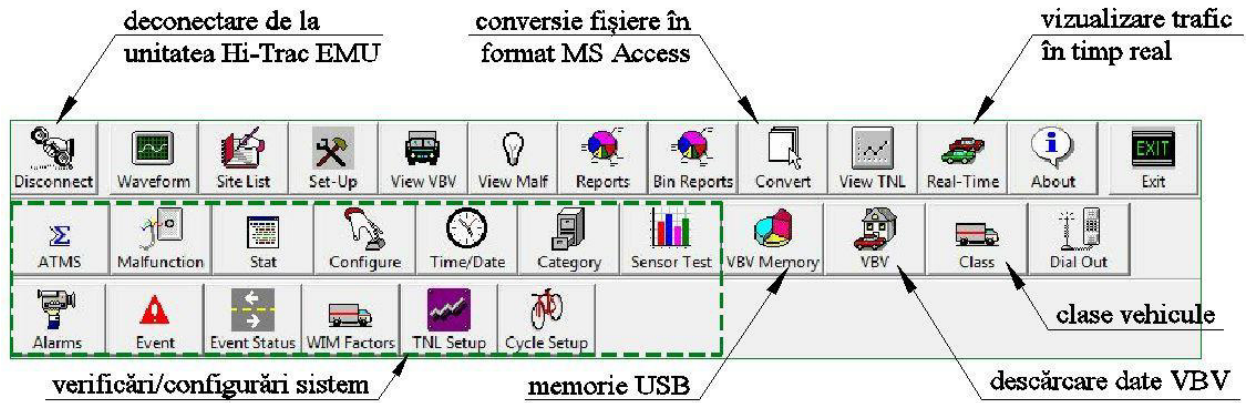 deconectare de la
unitatea Hi-Trac EMU
conversie fişiere în
format MS Access
vizualizare trafic
în timp real
Disconnect Waveform Site List Set-Up View VBV View Malf Reports Bin Reports Convert View TNL Real-Time About EXIT Exit
ATMS Malfunction Stat Configure Time/Date Category Sensor Test VBV Memory VBV Class Dial Out
Alarms Event Event Status WIM Factors TNL Setup Cycle Setup
clase vehicule
verificări/configurări sistem
memorie USB
descărcare date VBV